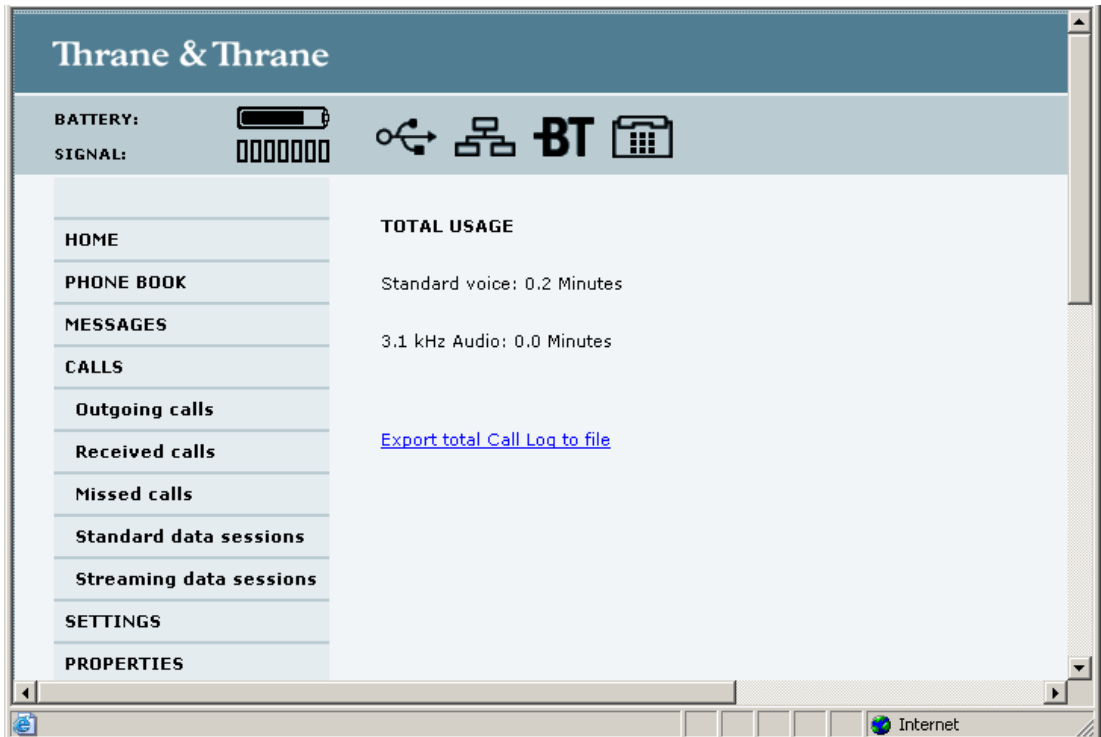 Thrane & Thrane
BATTERY:
SIGNAL:
BT
HOME
PHONE BOOK
MESSAGES
CALLS
Outgoing calls
Received calls
Missed calls
Standard data sessions
Streaming data sessions
SETTINGS
PROPERTIES
TOTAL USAGE
Standard voice: 0.2 Minutes
3.1 kHz Audio: 0.0 Minutes
Export total Call Log to file
Internet